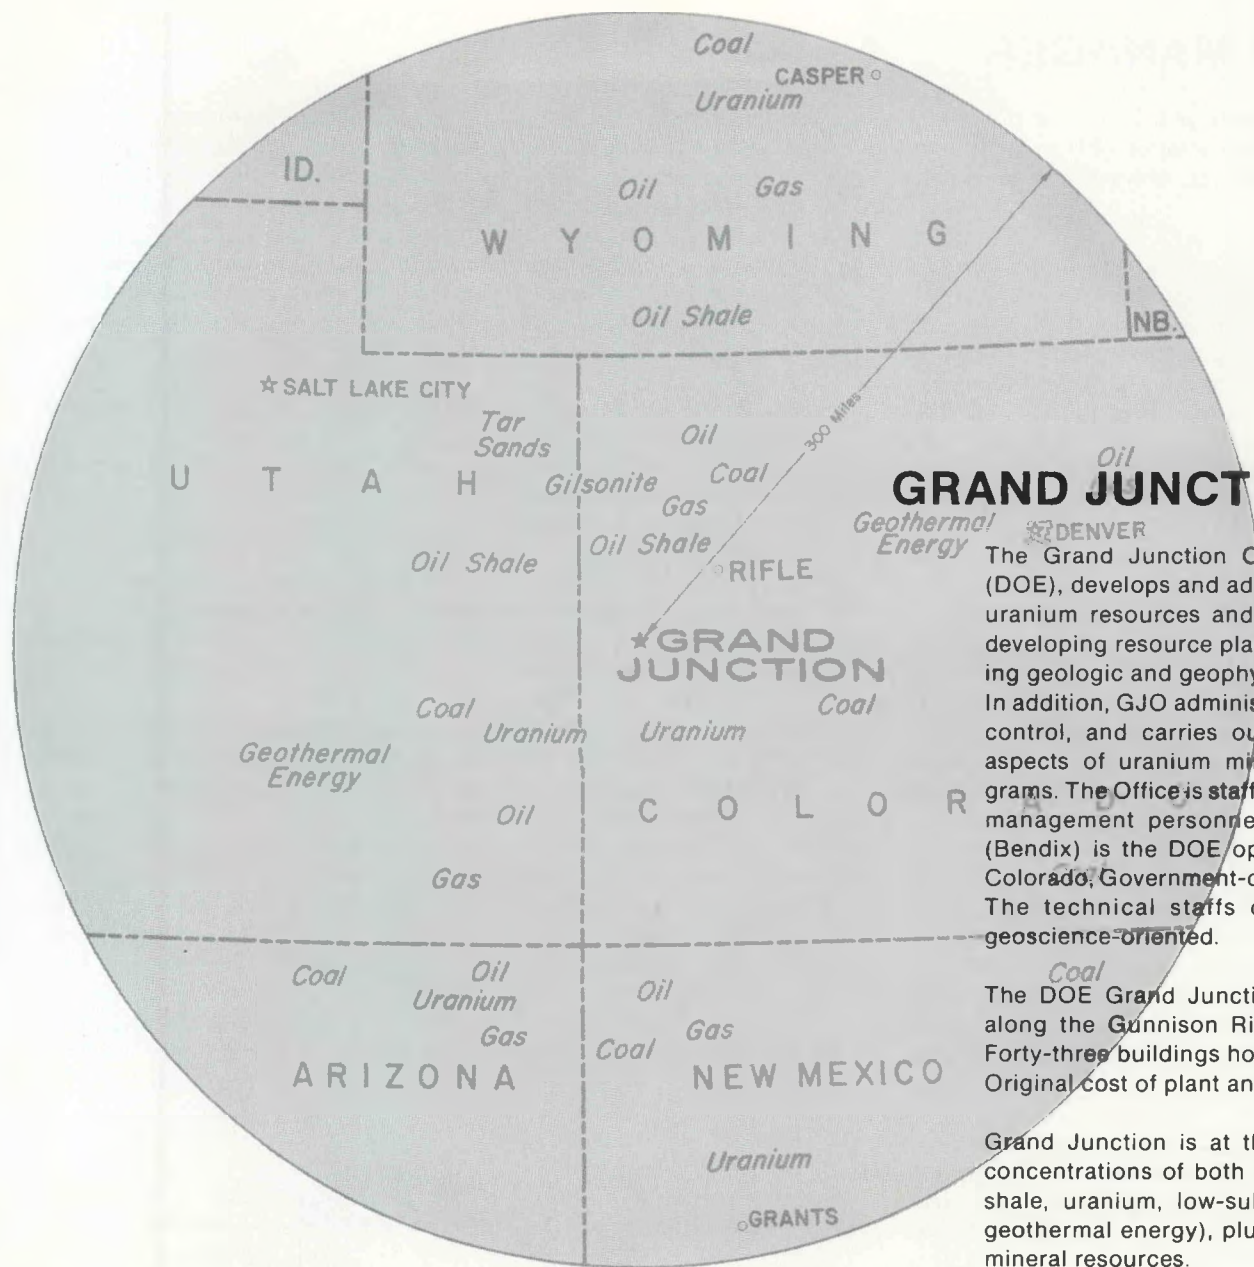 Coal
CASPER
Uranium
ID.
Oil Gas
WYOMING
Oil Shale
NB.
SALT LAKE CITY
300 Miles
Tar
Sands
Oil
Oil
UTAH
Gilsonite
Coal
Gas
GRAND JUNCT
Geothermal
Energy
DENVER
Oil Shale
Oil Shale
RIFLE
GRAND
JUNCTION
Coal
Uranium
Uranium
Coal
Geothermal
Energy
Oil
COLORADO
Gas
Coal
Coal
Oil
Uranium
Gas
Oil
Coal
Gas
Coal
ARIZONA
NEW MEXICO
Uranium
GRANTS
The Grand Junction
(DOE), develops and ad
uranium resources and
developing resource pla
ing geologic and geophy
In addition, GJO adminis
control, and carries ou
aspects of uranium mi
grams. The Office is staff
management personne
(Bendix) is the DOE op
Colorado, Government-o
The technical staffs o
geoscience-oriented.
The DOE Grand Juncti
along the Gunnison Ri
Forty-three buildings ho
Original cost of plant an
Grand Junction is at th
concentrations of both
shale, uranium, low-sul
geothermal energy), plu
mineral resources.